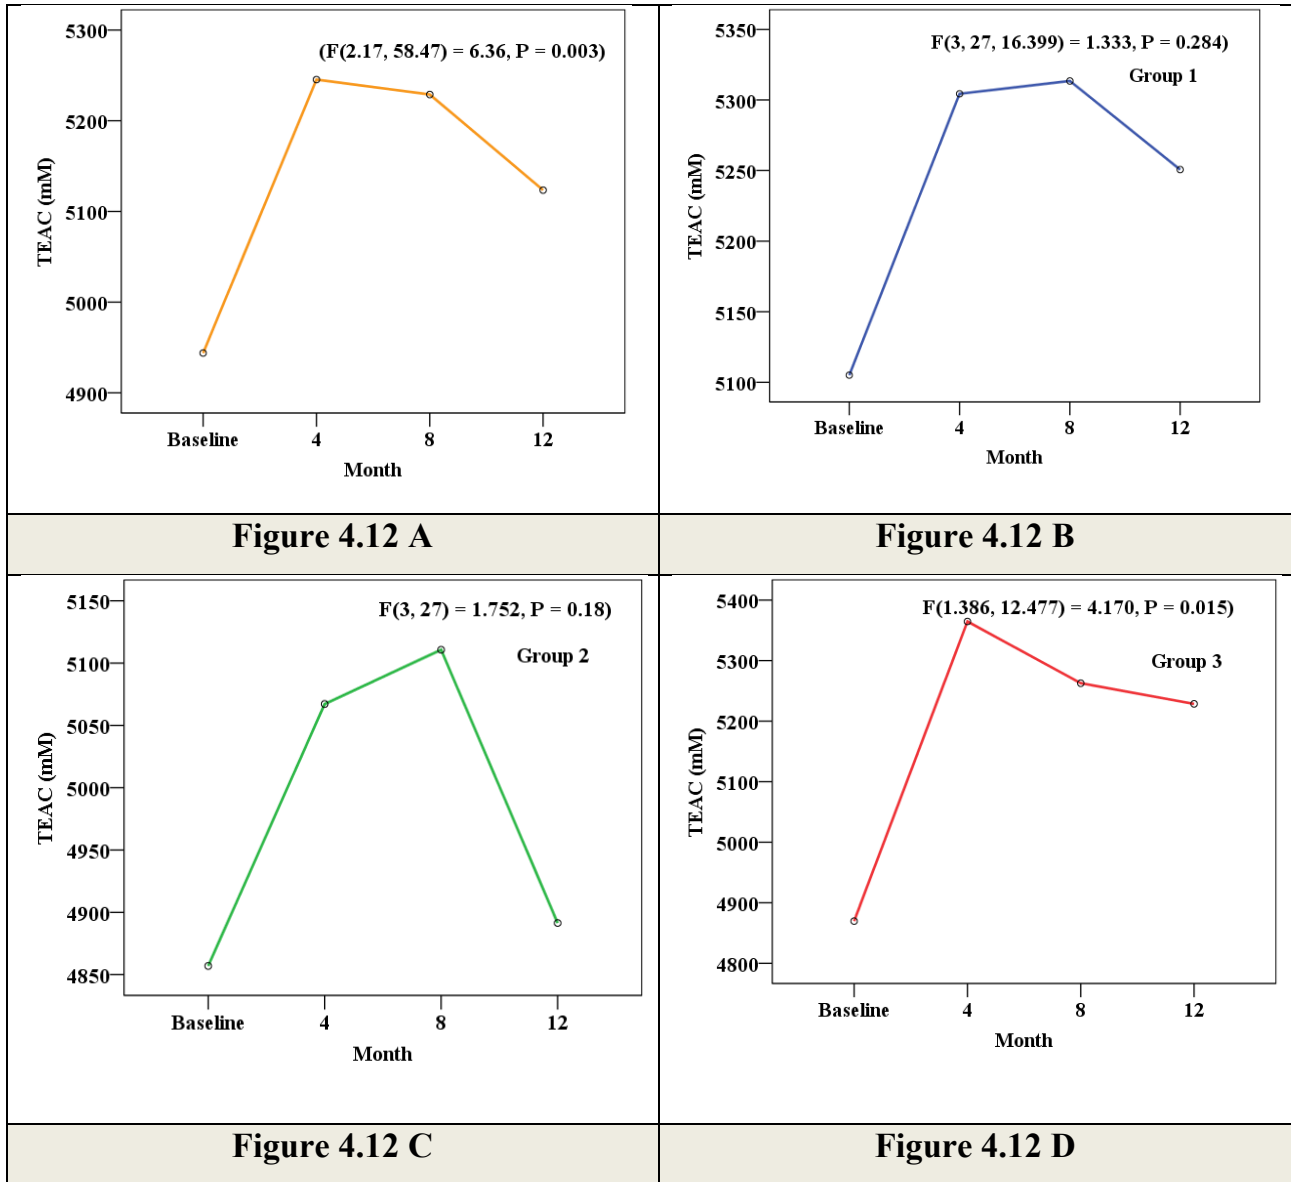 5300
5200
5100
5000
4900
TEAC (mM)
(F(2.17, 58.47) = 6.36, P = 0.003)
Baseline 4 8 12
Month
Figure 4.12 A
5350
5300
5250
5200
5150
5100
TEAC (mM)
F(3, 27, 16.399) = 1.333, P = 0.284)
Group 1
Baseline 4 8 12
Month
Figure 4.12 B
5150
5100
5050
5000
4950
4900
4850
TEAC (mM)
F(3, 27) = 1.752, P = 0.18)
Group 2
Baseline 4 8 12
Month
Figure 4.12 C
5400
5300
5200
5100
5000
4900
4800
TEAC (mM)
F(1.386, 12.477) = 4.170, P = 0.015)
Group 3
Baseline 4 8 12
Month
Figure 4.12 D